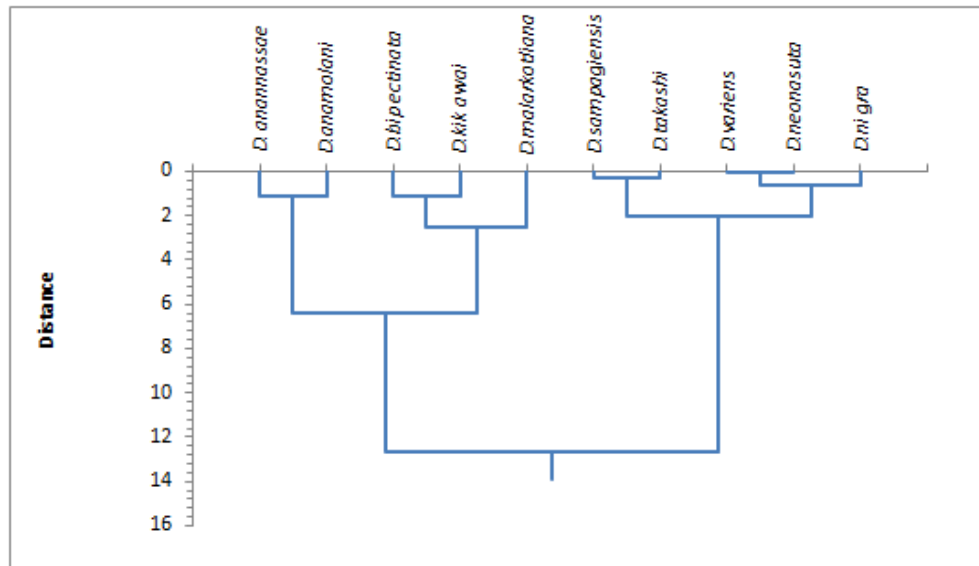 D. anannassae
D.anamolani
D.bipectinata
D.kik awai
D.malarkotliana
D.sampagiensis
D.takashi
D.variens
D.neonasuta
D.ni gra
0
2
4
6
8
10
12
14
16
Distance